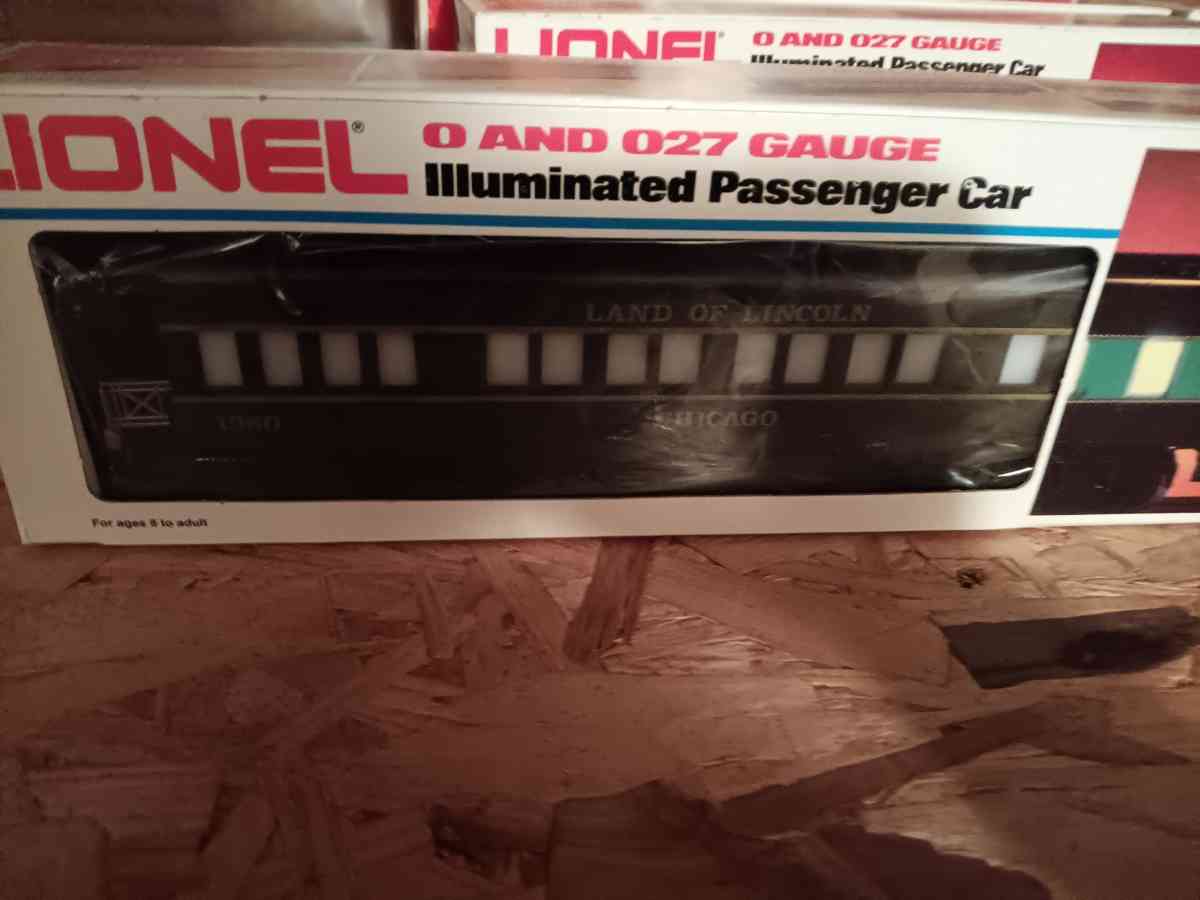 LIONEL® O AND 027 GAUGE
Illuminated Passenger Car
LIONEL® O AND 027 GAUGE
Illuminated Passenger Car
LAND OF LINCOLN
CHICAGO
For ages 8 to adult
L